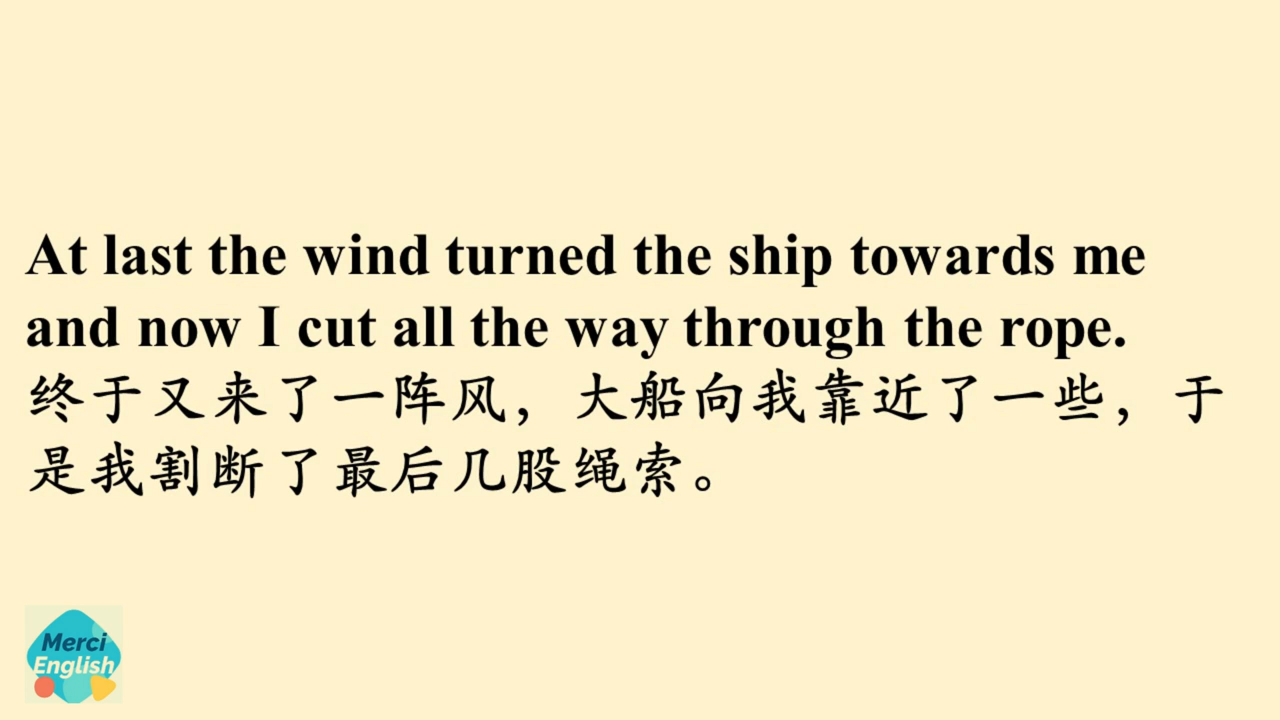 At last the wind turned the ship towards me
and now I cut all the way through the rope.
终于又来了一阵风，大船向我靠近了一些，于
是我割断了最后几股绳索。
Merci
English